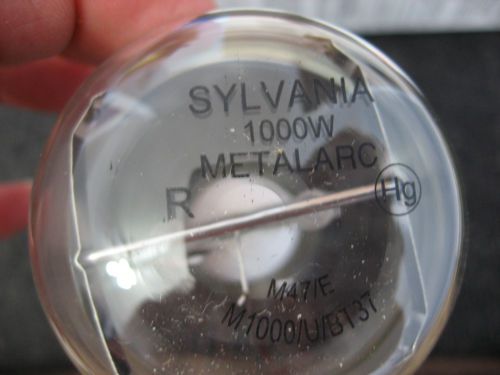 SYLVANIA
1000W
METALARC
R Hg
M47/E
M1000/U/BT37